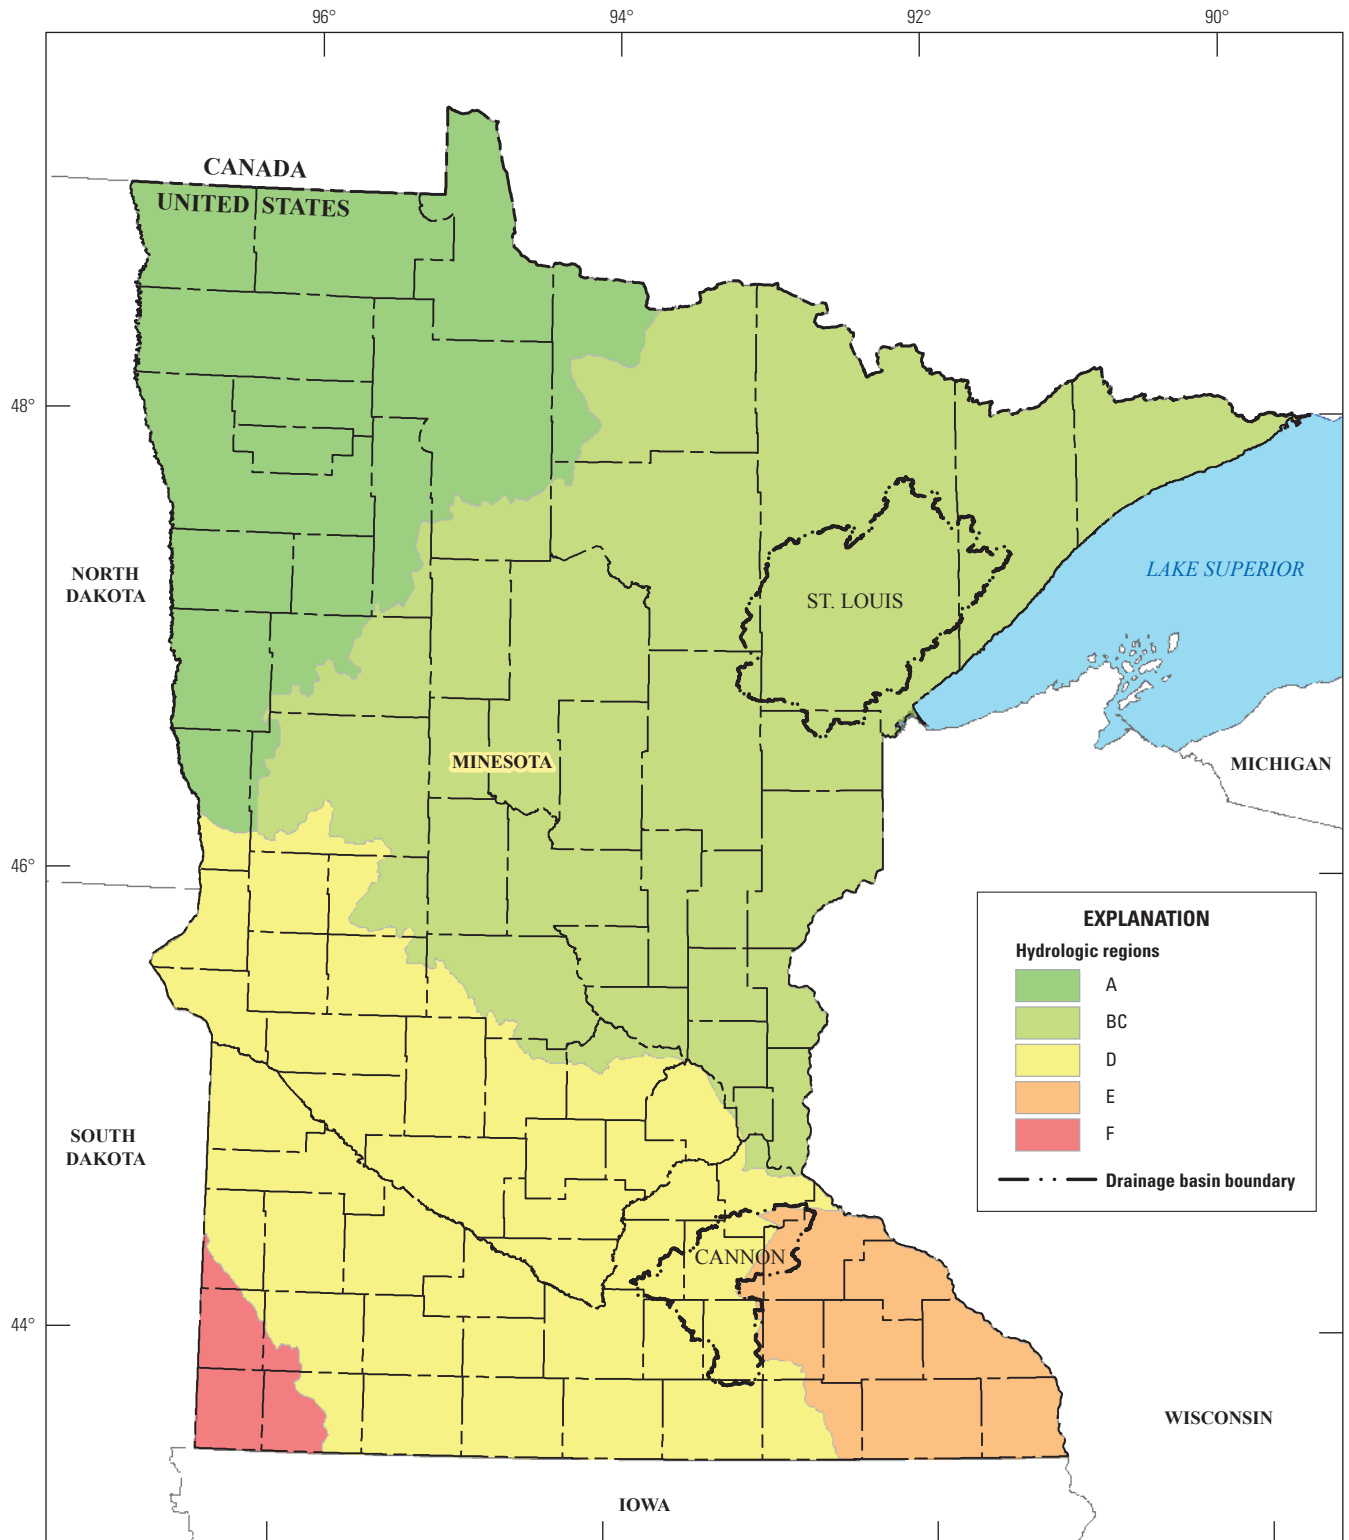 96°
94°
92°
90°
CANADA
UNITED STATES
48°
NORTH
DAKOTA
LAKE SUPERIOR
ST. LOUIS
MINESOTA
MICHIGAN
46°
EXPLANATION
Hydrologic regions
A
BC
D
E
F
Drainage basin boundary
SOUTH
DAKOTA
CANNON
44°
WISCONSIN
IOWA